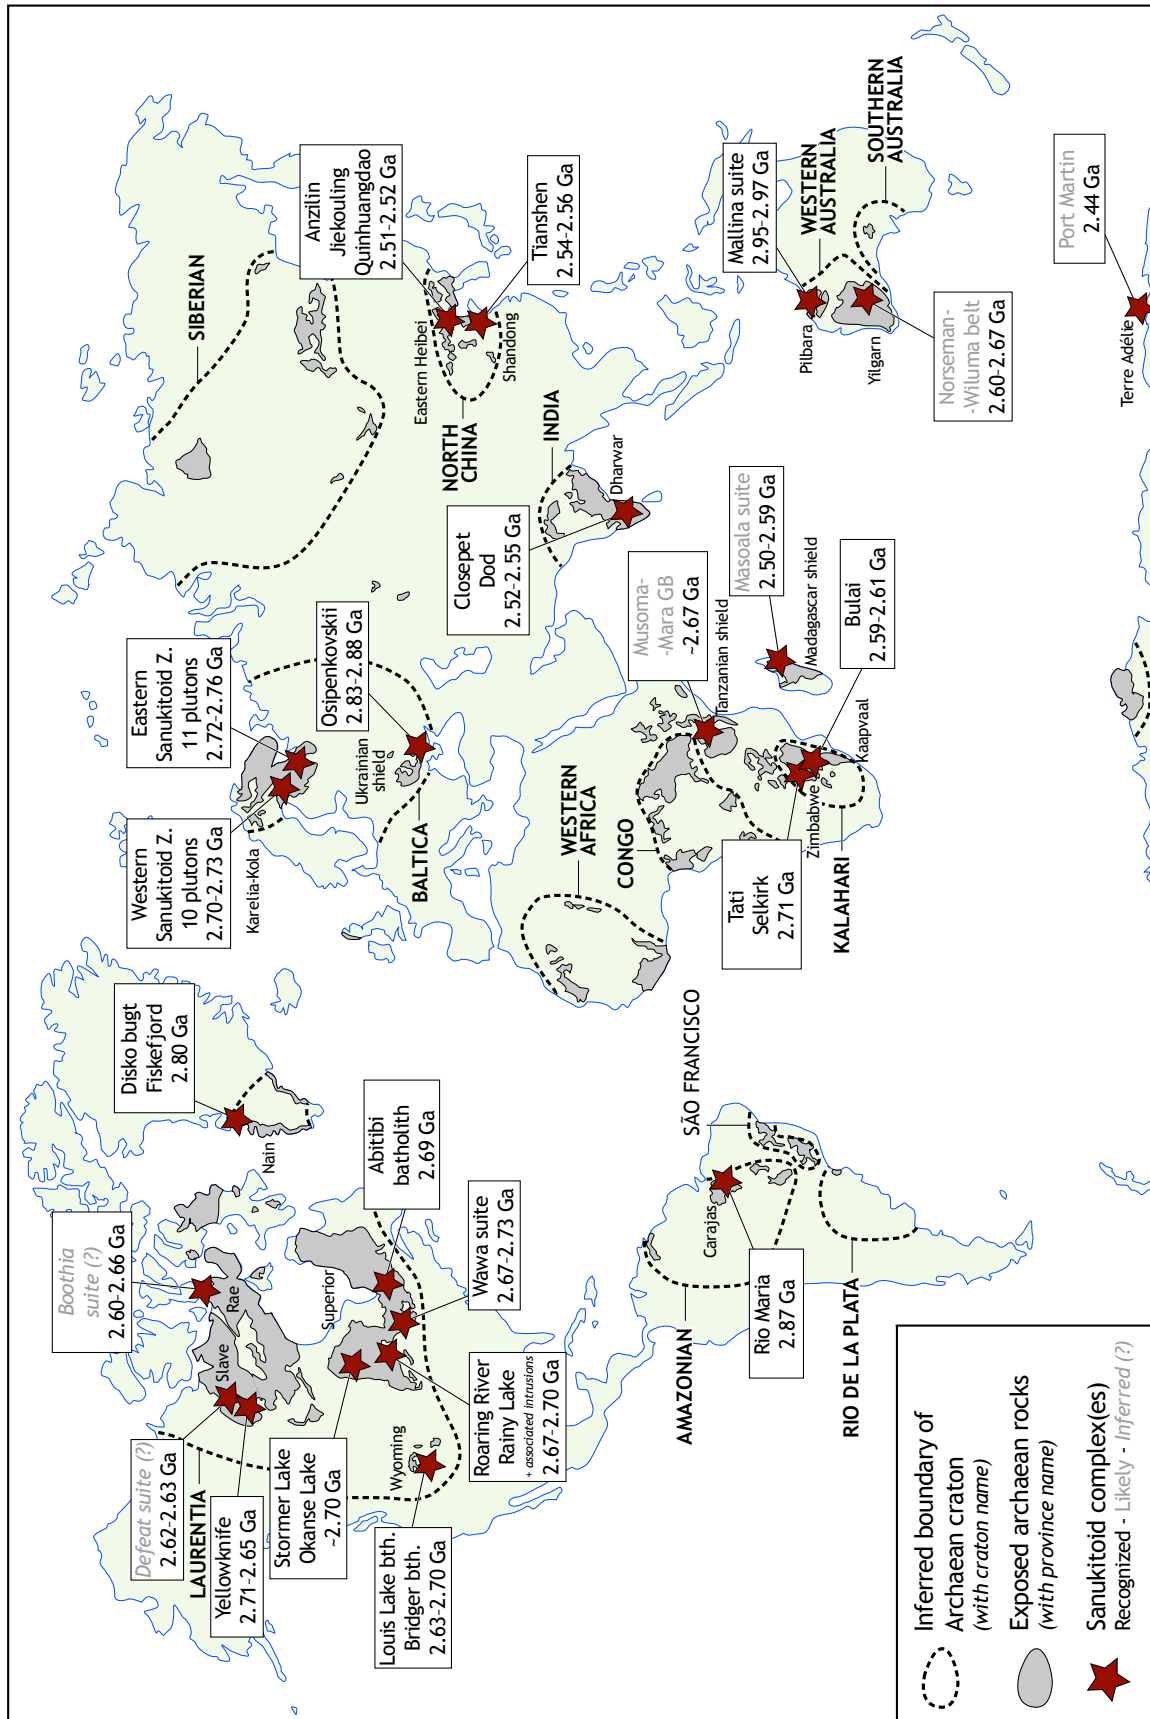 Boothia
suite (?)
2.60-2.66 Ga
Defeat suite (?)
2.62-2.63 Ga
LAURENTIA
Yellowknife
2.71-2.65 Ga
Slave
Rae
Stormer Lake
Okanse Lake
~2.70 Ga
Superior
Wyoming
Louis Lake bth.
Bridger bth.
2.63-2.70 Ga
Roaring River
Rainy Lake
+ associated intrusions
2.67-2.70 Ga
Wawa suite
2.67-2.73 Ga
Abitibi
batholith
2.69 Ga
Disko bugt
Fiskefjord
2.80 Ga
Nain
Western
Sanukitoid Z.
10 plutons
2.70-2.73 Ga
Karelia-Kola
Eastern
Sanukitoid Z.
11 plutons
2.72-2.76 Ga
Osipenkovskii
2.83-2.88 Ga
Ukrainian
shield
BALTICA
SIBERIAN
Anzilin
Jiekouling
Quinhuangdao
2.51-2.52 Ga
Eastern Heibei
NORTH
CHINA
Shandong
Tianshen
2.54-2.56 Ga
INDIA
Dharwar
Closepet
Dod
2.52-2.55 Ga
WESTERN
AFRICA
CONGO
Musoma-
-Mara GB
~2.67 Ga
Tanzanian shield
Masoala suite
2.50-2.59 Ga
Madagascar shield
Bulai
2.59-2.61 Ga
Kaapvaal
Zimbabwe
Tati
Selkirk
2.71 Ga
KALAHARI
Mallina suite
2.95-2.97 Ga
WESTERN
AUSTRALIA
SOUTHERN
AUSTRALIA
Pilbara
Yilgarn
Norseman-
-Wiluma belt
2.60-2.67 Ga
Port Martin
2.44 Ga
Terre Adélie
SÃO FRANCISCO
Carajas
AMAZONIAN
Rio Maria
2.87 Ga
RIO DE LA PLATA
Inferred boundary of
Archaean craton
(with craton name)
Exposed archaean rocks
(with province name)
Sanukitoid complex(es)
Recognized - Likely - Inferred (?)